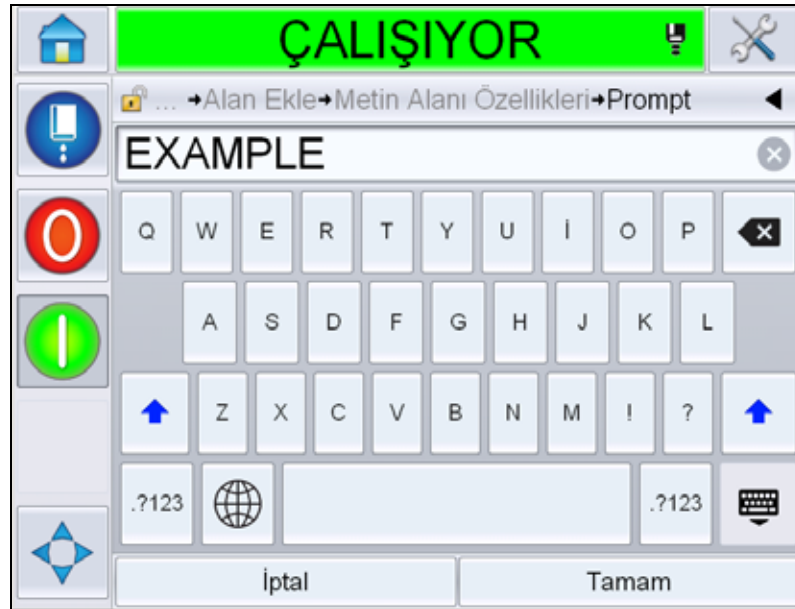 ÇALIŞIYOR
... →Alan Ekle→Metin Alanı Özellikleri→Prompt
EXAMPLE
Q W E R T Y U İ O P
A S D F G H J K L
Z X C V B N M ! ?
.?123 .?123
İptal Tamam